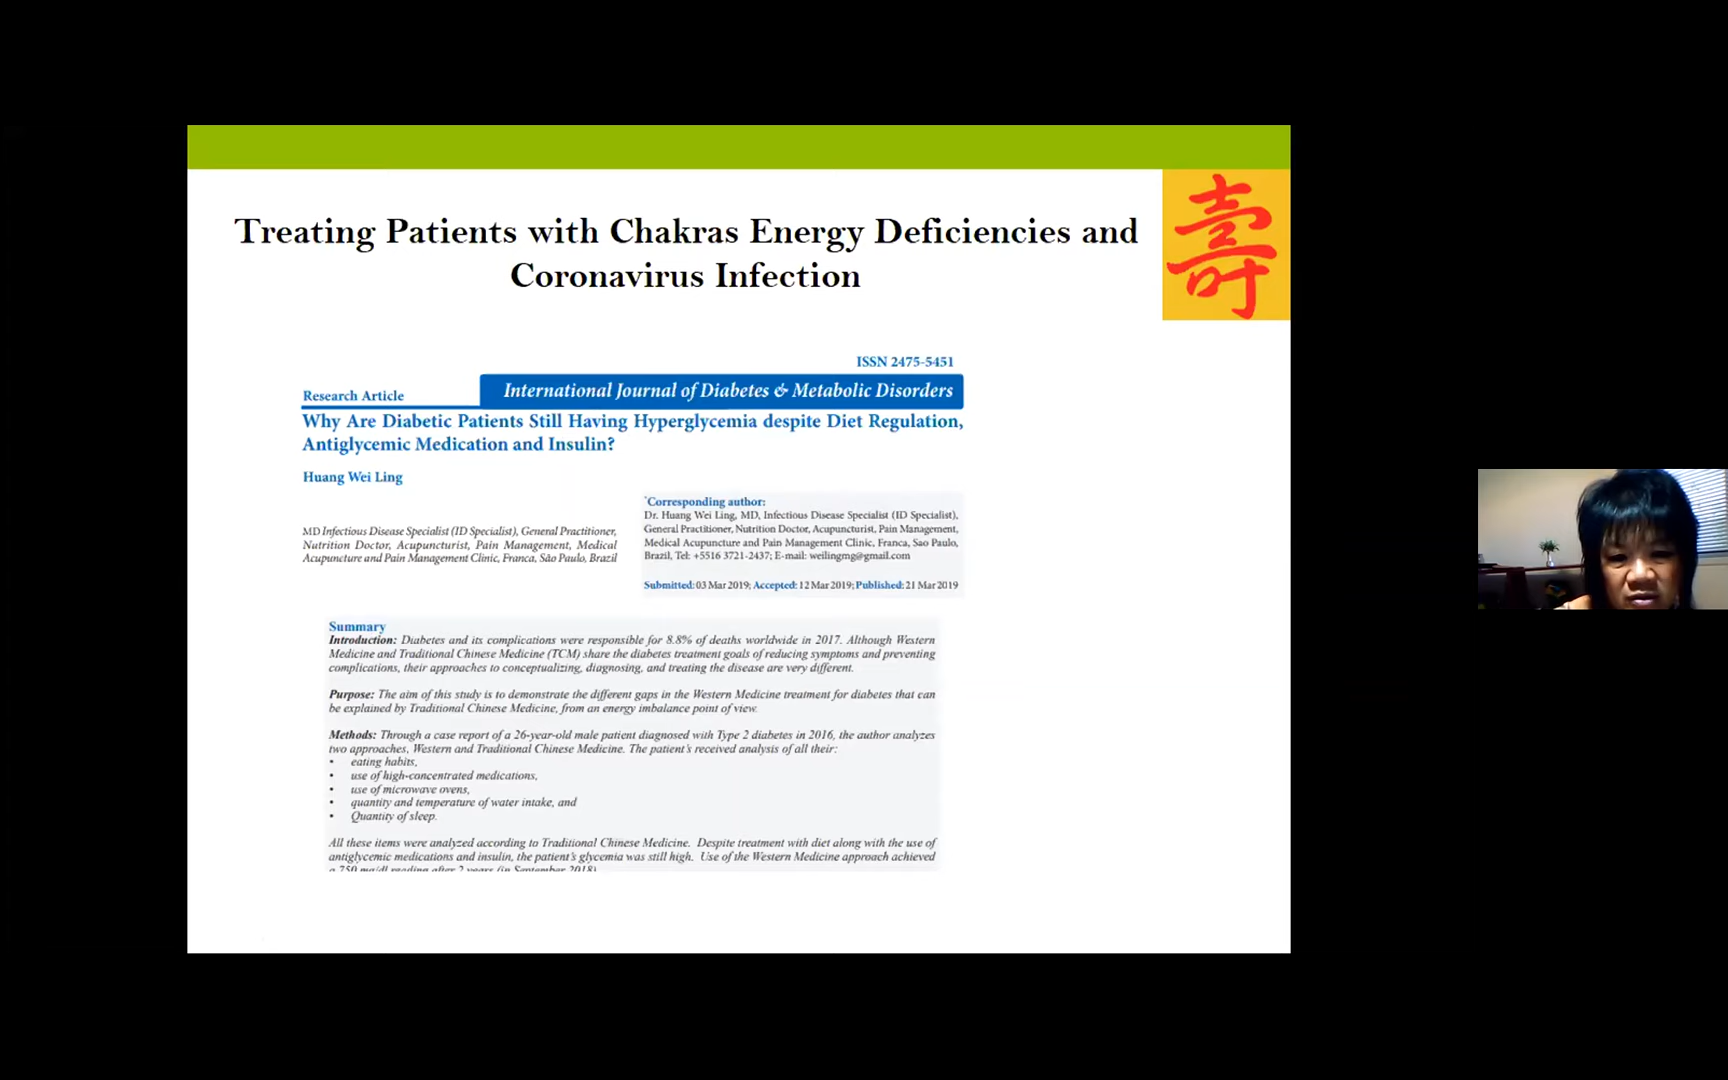 Treating Patients with Chakras Energy Deficiencies and
Coronavirus Infection
壽
ISSN 2475-5451
Research Article
International Journal of Diabetes & Metabolic Disorders
Why Are Diabetic Patients Still Having Hyperglycemia despite Diet Regulation,
Antiglycemic Medication and Insulin?
Huang Wei Ling
MD Infectious Disease Specialist (ID Specialist), General Practitioner,
Nutrition Doctor, Acupuncturist, Pain Management, Medical
Acupuncture and Pain Management Clinic, Franca, São Paulo, Brazil
*Corresponding author:
Dr. Huang Wei Ling, MD, Infectious Disease Specialist (ID Specialist),
General Practitioner, Nutrition Doctor, Acupuncturist, Pain Management,
Medical Acupuncture and Pain Management Clinic, Franca, Sao Paulo,
Brazil, Tel: +5516 3721-2437; E-mail: weilingmg@gmail.com
Submitted: 03 Mar 2019; Accepted: 12 Mar 2019; Published: 21 Mar 2019
Summary
Introduction: Diabetes and its complications were responsible for 8.8% of deaths worldwide in 2017. Although Western
Medicine and Traditional Chinese Medicine (TCM) share the diabetes treatment goals of reducing symptoms and preventing
complications, their approaches to conceptualizing, diagnosing, and treating the disease are very different.
Purpose: The aim of this study is to demonstrate the different gaps in the Western Medicine treatment for diabetes that can
be explained by Traditional Chinese Medicine, from an energy imbalance point of view.
Methods: Through a case report of a 26-year-old male patient diagnosed with Type 2 diabetes in 2016, the author analyzes
two approaches, Western and Traditional Chinese Medicine. The patient's received analysis of all their:
• eating habits,
• use of high-concentrated medications,
• use of microwave ovens,
• quantity and temperature of water intake, and
• Quantity of sleep.
All these items were analyzed according to Traditional Chinese Medicine. Despite treatment with diet along with the use of
antiglycemic medications and insulin, the patient's glycemia was still high. Use of the Western Medicine approach achieved
a 750 mg/dl reading after 2 years (in September 2018)